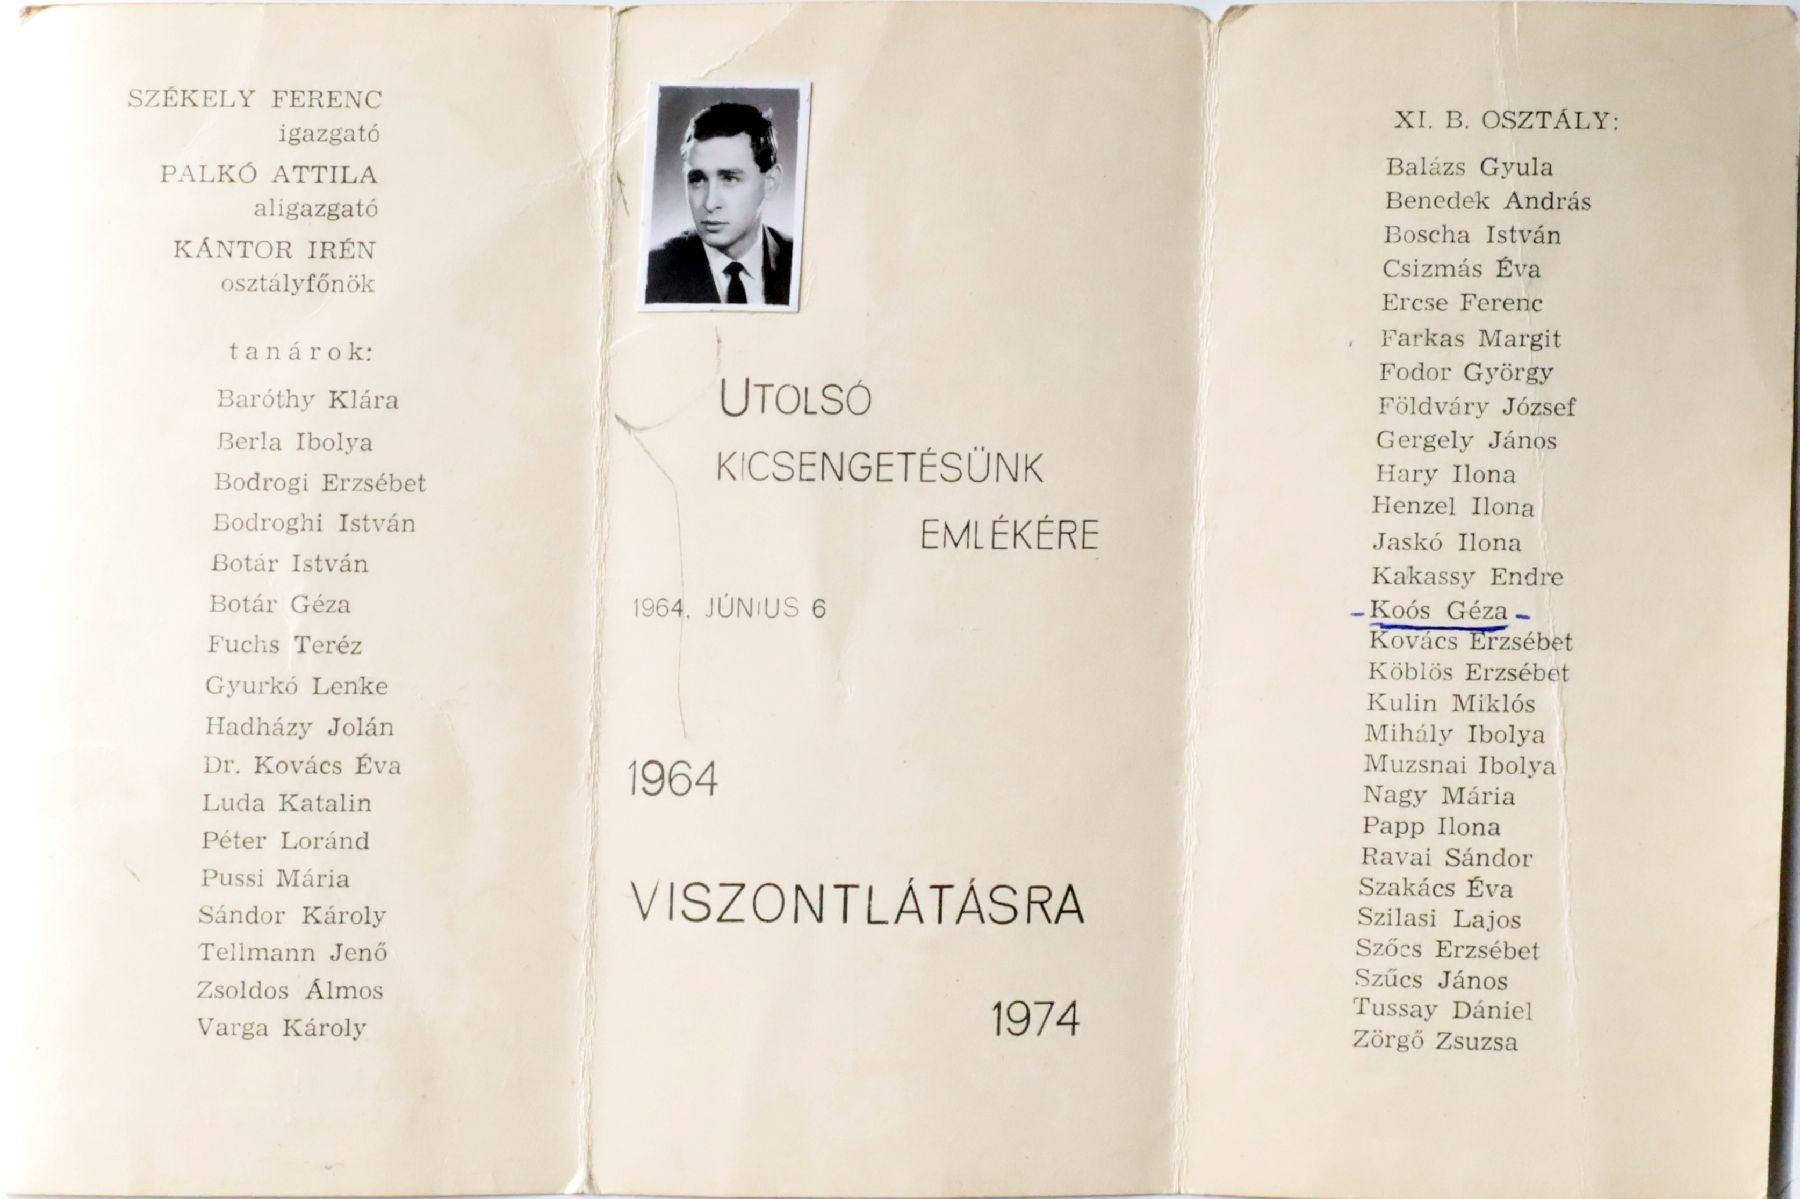 SZÉKELY FERENC
igazgató
PALKÓ ATTILA
aligazgató
KÁNTOR IRÉN
osztályfőnök
tanárok:
Baróthy Klára
Berla Ibolya
Bodrogi Erzsébet
Bodroghi István
Botár István
Botár Géza
Fuchs Teréz
Gyurkó Lenke
Hadházy Jolán
Dr. Kovács Éva
Luda Katalin
Péter Loránd
Pussi Mária
Sándor Károly
Tellmann Jenő
Zsoldos Álmos
Varga Károly
UTOLSÓ
KICSENGETÉSÜNK
EMLÉKÉRE
1964. JÚNIUS 6
1964
VISZONTLÁTÁSRA
1974
XI. B. OSZTÁLY:
Balázs Gyula
Benedek András
Boscha István
Csizmás Éva
Ercse Ferenc
Farkas Margit
Fodor György
Földváry József
Gergely János
Hary Ilona
Henzel Ilona
Jaskó Ilona
Kakassy Endre
- Koós Géza -
Kovács Erzsébet
Köblös Erzsébet
Kulin Miklós
Mihály Ibolya
Muzsnai Ibolya
Nagy Mária
Papp Ilona
Ravai Sándor
Szakács Éva
Szilasi Lajos
Szőcs Erzsébet
Szűcs János
Tussay Dániel
Zörgő Zsuzsa